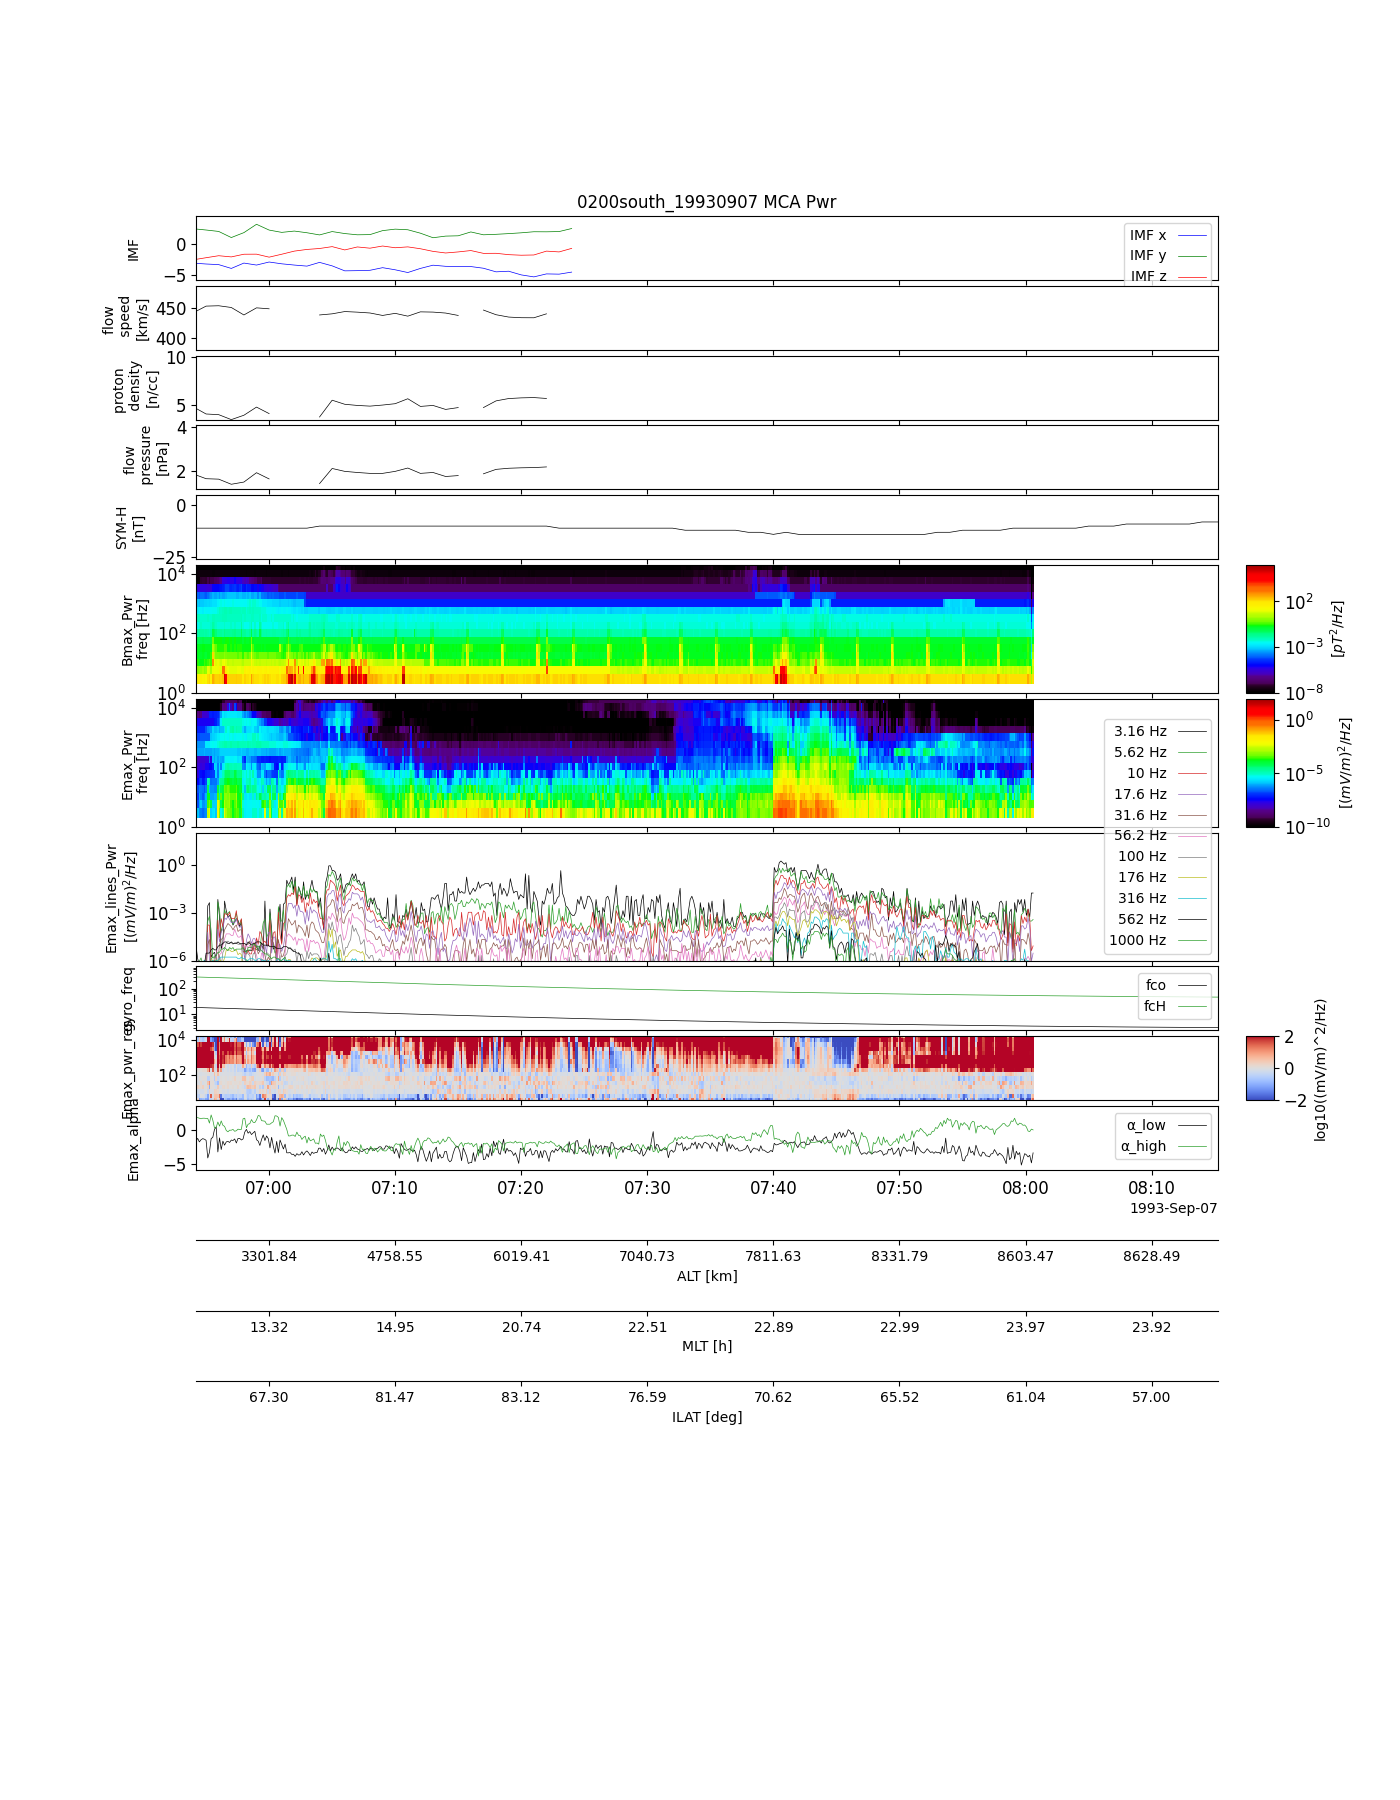 0200south_19930907 MCA Pwr
IMF
0
−5
IMF x
IMF y
IMF z
flow
speed
[km/s]
450
400
proton
density
[n/cc]
10
5
flow
pressure
[nPa]
4
2
SYM-H
[nT]
0
−25
Bmax_Pwr
freq [Hz]
10^4
10^2
10^0
10^2
10^−3
10^−8
[pT^2/Hz]
Emax_Pwr
freq [Hz]
10^4
10^2
10^0
10^0
10^−5
10^−10
[(mV/m)^2/Hz]
3.16 Hz
5.62 Hz
10 Hz
17.6 Hz
31.6 Hz
56.2 Hz
100 Hz
176 Hz
316 Hz
562 Hz
1000 Hz
Emax_lines_Pwr
[(mV/m)^2/Hz]
10^0
10^−3
10^−6
gyro_freq
10^2
10^1
fco
fcH
Emax_pwr_reg
10^4
10^2
2
0
−2
log10((mV/m)^2/Hz)
Emax_alpha
0
−5
α_low
α_high
07:00 07:10 07:20 07:30 07:40 07:50 08:00 08:10
1993-Sep-07
3301.84 4758.55 6019.41 7040.73 7811.63 8331.79 8603.47 8628.49
ALT [km]
13.32 14.95 20.74 22.51 22.89 22.99 23.97 23.92
MLT [h]
67.30 81.47 83.12 76.59 70.62 65.52 61.04 57.00
ILAT [deg]